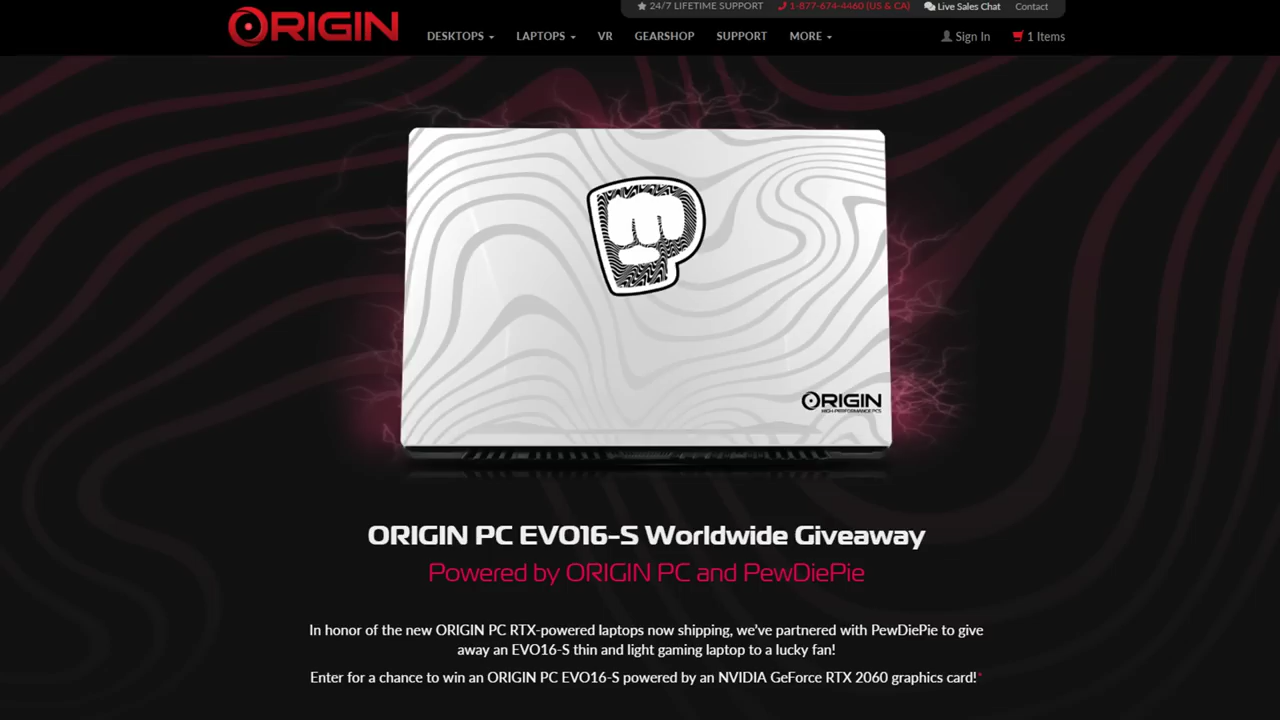 24/7 LIFETIME SUPPORT 1-877-674-4460 (US & CA) Live Sales Chat Contact
ORIGIN
DESKTOPS LAPTOPS VR GEARSHOP SUPPORT MORE Sign In 1 Items
ORIGIN
HIGH-PERFORMANCE PCS
ORIGIN PC EVO16-S Worldwide Giveaway
Powered by ORIGIN PC and PewDiePie
In honor of the new ORIGIN PC RTX-powered laptops now shipping, we've partnered with PewDiePie to give
away an EVO16-S thin and light gaming laptop to a lucky fan!
Enter for a chance to win an ORIGIN PC EVO16-S powered by an NVIDIA GeForce RTX 2060 graphics card!*